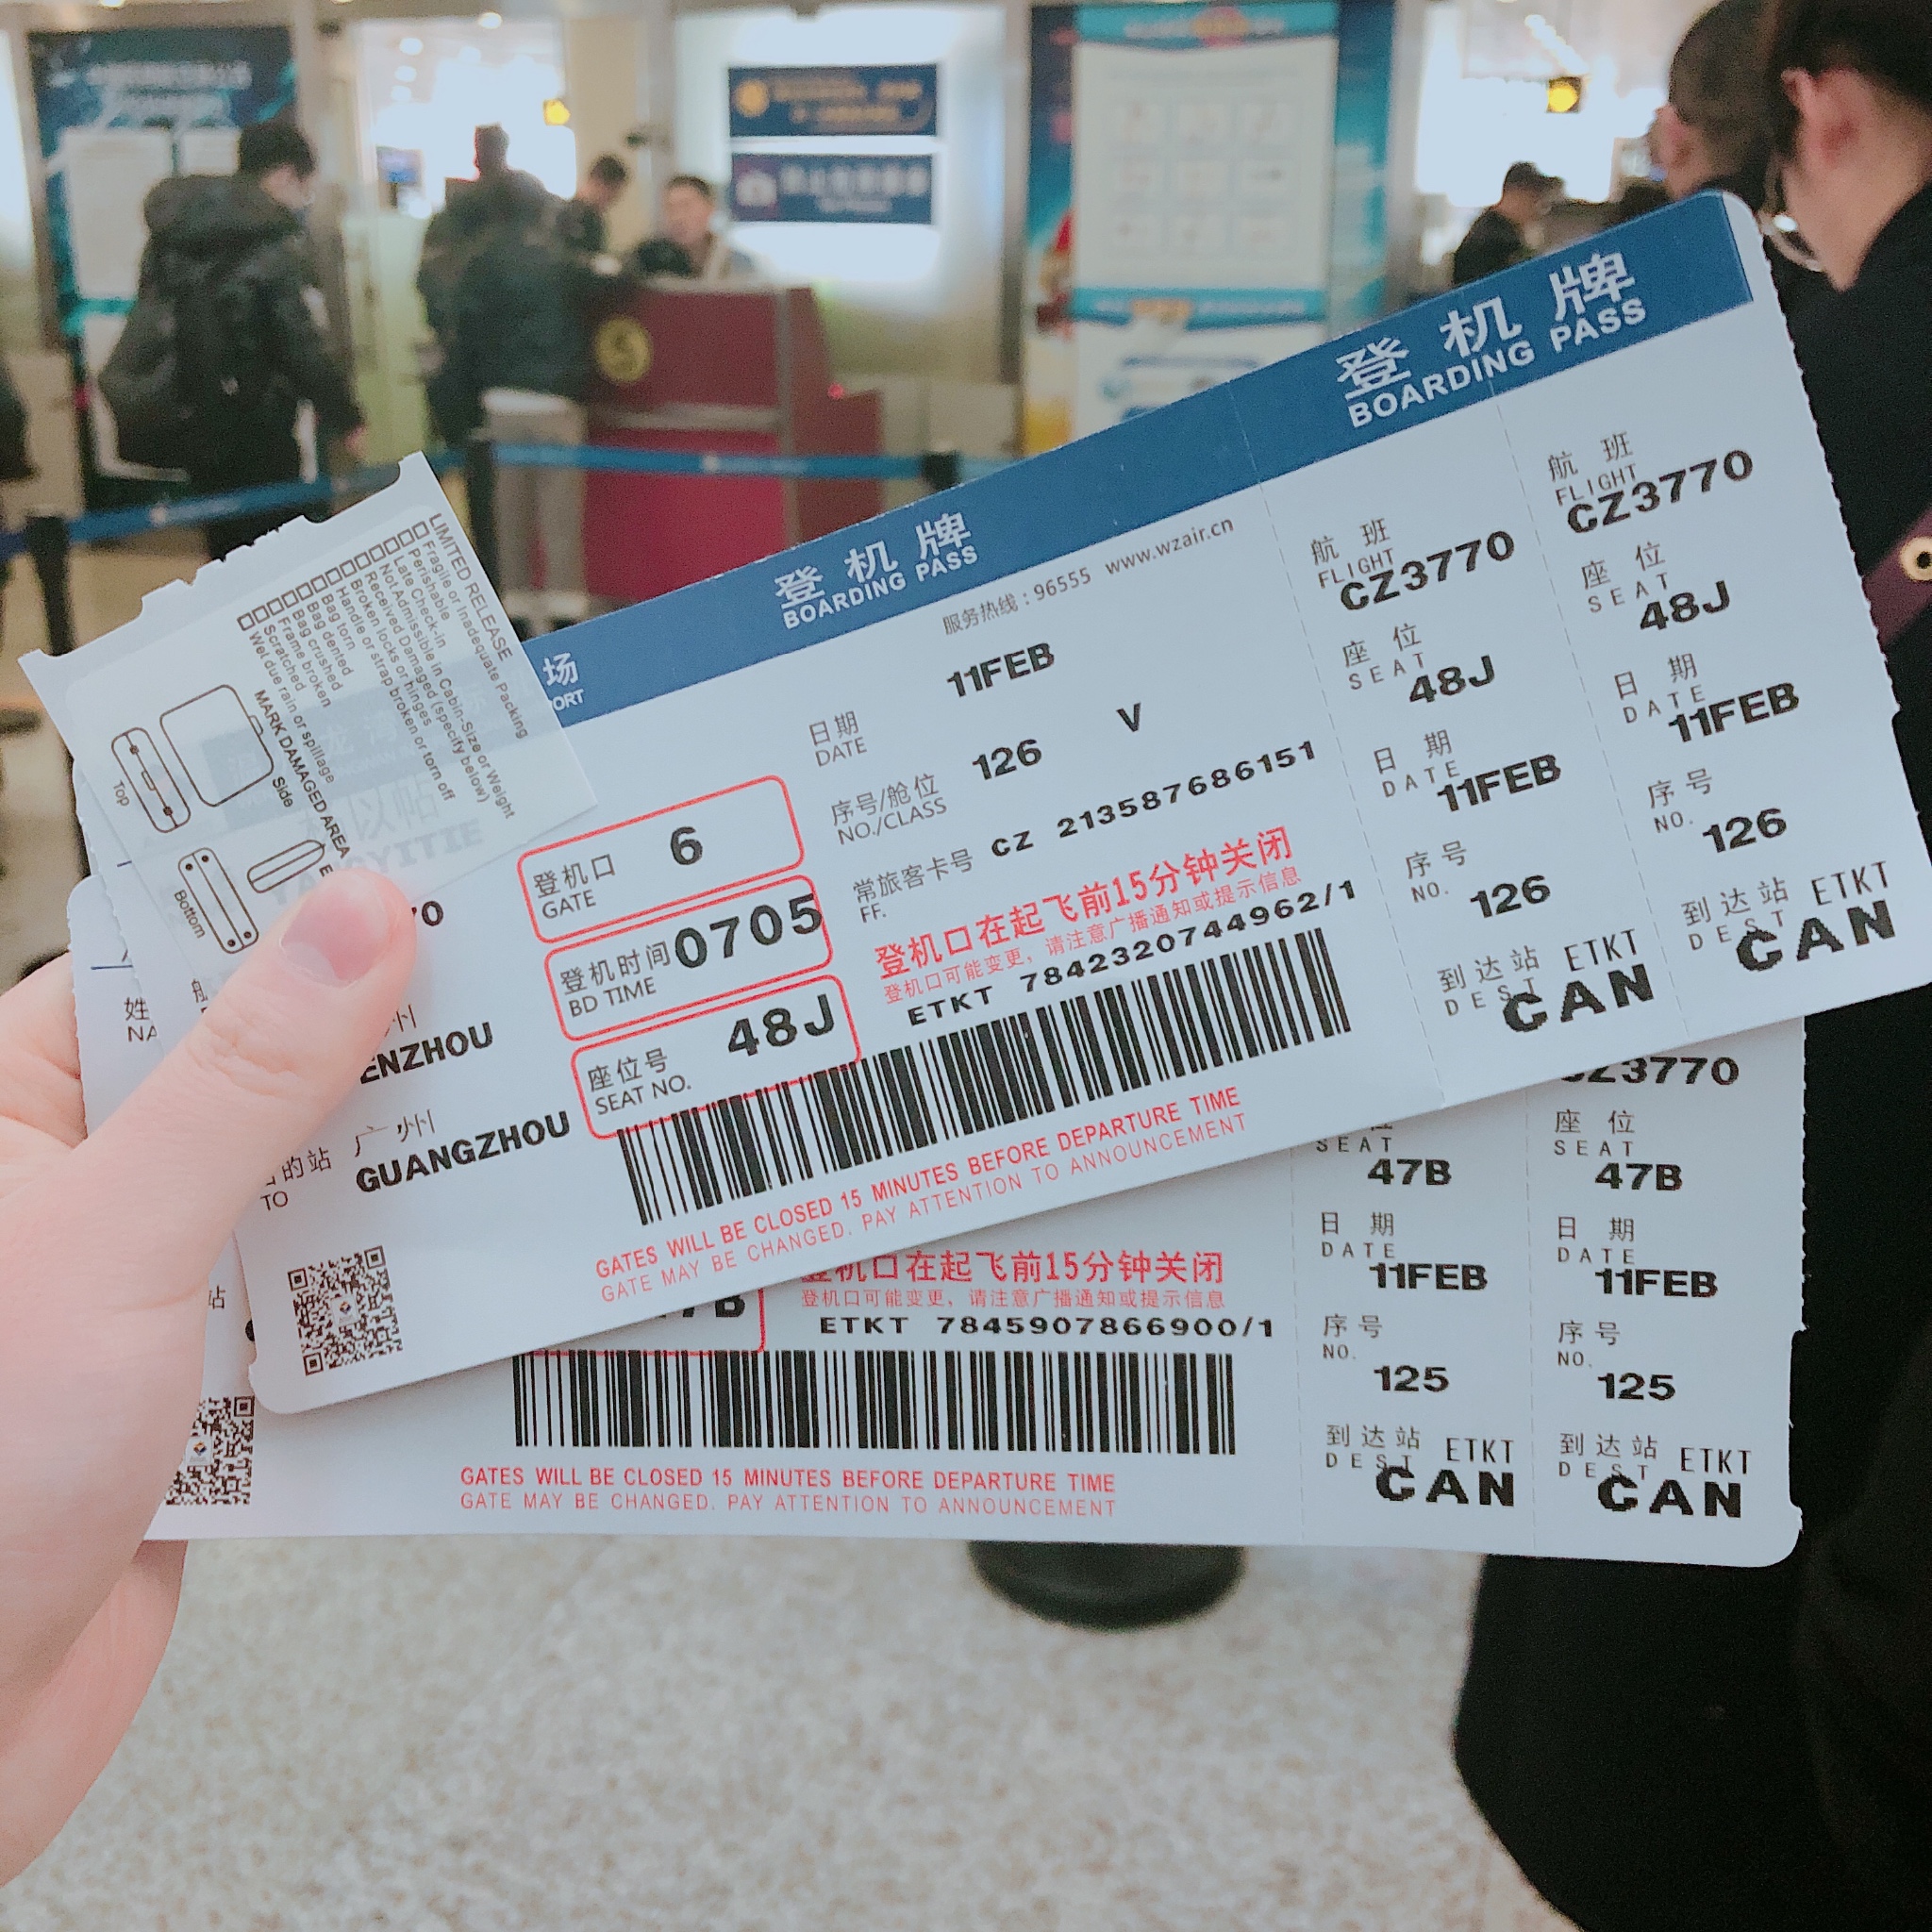 登机牌
BOARDING PASS
登机牌
BOARDING PASS
场
ORT
服务热线：96555 www.wzair.cn
日期
DATE
11FEB
序号/舱位
NO./CLASS
126 V
常旅客卡号
FF.
CZ 213587686151
登机口在起飞前15分钟关闭
登机口可能变更，请注意广播通知或提示信息
ETKT 7842320744962/1
登机口
GATE
6
登机时间
BD TIME
0705
座位号
SEAT NO.
48J
ENZHOU
的站
TO
广州
GUANGZHOU
GATES WILL BE CLOSED 15 MINUTES BEFORE DEPARTURE TIME
GATE MAY BE CHANGED. PAY ATTENTION TO ANNOUNCEMENT
航班
FLIGHT
CZ3770
座位
SEAT
48J
日期
DATE
11FEB
序号
NO.
126
到达站 ETKT
DEST
CAN
航班
FLIGHT
CZ3770
座位
SEAT
48J
日期
DATE
11FEB
序号
NO.
126
到达站 ETKT
DEST
CAN
LIMITED RELEASE
Fragile or Inadequate Packing
Perishable
Late Check-in
Not Admissible in Cabin-Size or Weight
Received Damaged (specify below)
Broken locks or hinges
Handle or strap broken or torn off
Bag torn
Bag dented
Bag crushed
Frame broken
Scratched
Wet due rain or spillage
MARK DAMAGED AREA
Top
Side
Bottom
姓
NA
站
登机口在起飞前15分钟关闭
登机口可能变更，请注意广播通知或提示信息
ETKT 7845907866900/1
GATES WILL BE CLOSED 15 MINUTES BEFORE DEPARTURE TIME
GATE MAY BE CHANGED. PAY ATTENTION TO ANNOUNCEMENT
SEAT
47B
日期
DATE
11FEB
序号
NO.
125
到达站 ETKT
DEST
CAN
CZ3770
座位
SEAT
47B
日期
DATE
11FEB
序号
NO.
125
到达站 ETKT
DEST
CAN